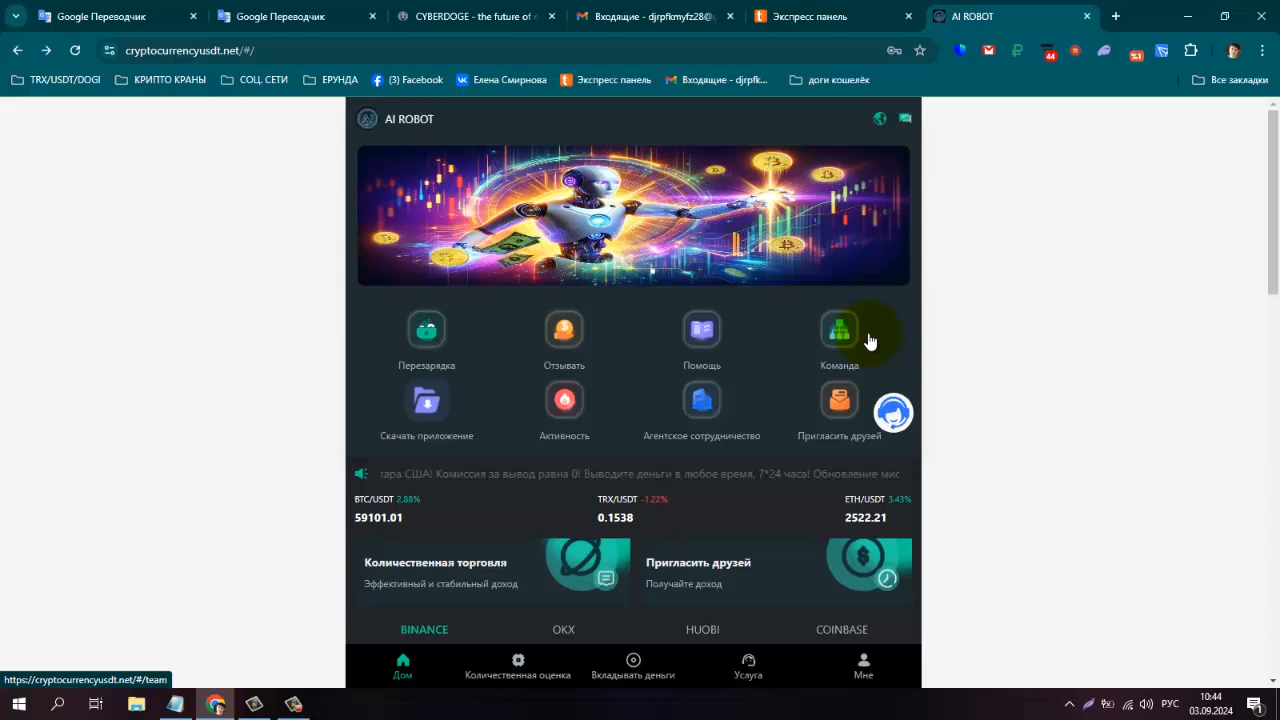 Google Переводчик
Google Переводчик
CYBERDOGE - the future of
Входящие - djrpfkmyfz28@
Экспресс панель
AI ROBOT
cryptocurrencyusdt.net/#/
44
TRX/USDT/DOGI
КРИПТО КРАНЫ
СОЦ. СЕТИ
ЕРУНДА
(3) Facebook
Елена Смирнова
Экспресс панель
Входящие - djrpfk...
доги кошелёк
Все закладки
AI ROBOT
Перезарядка
Отзывать
Помощь
Команда
Скачать приложение
Активность
Агентское сотрудничество
Пригласить друзей
лара США! Комиссия за вывод равна 0! Выводите деньги в любое время, 7*24 часа! Обновление мис
BTC/USDT 2.88%
TRX/USDT -1.22%
ETH/USDT 3.43%
59101.01
0.1538
2522.21
Количественная торговля
Эффективный и стабильный доход
Пригласить друзей
Получайте доход
BINANCE
OKX
HUOBI
COINBASE
Дом
Количественная оценка
Вкладывать деньги
Услуга
Мне
https://cryptocurrencyusdt.net/#/team
РУС
10:44
03.09.2024